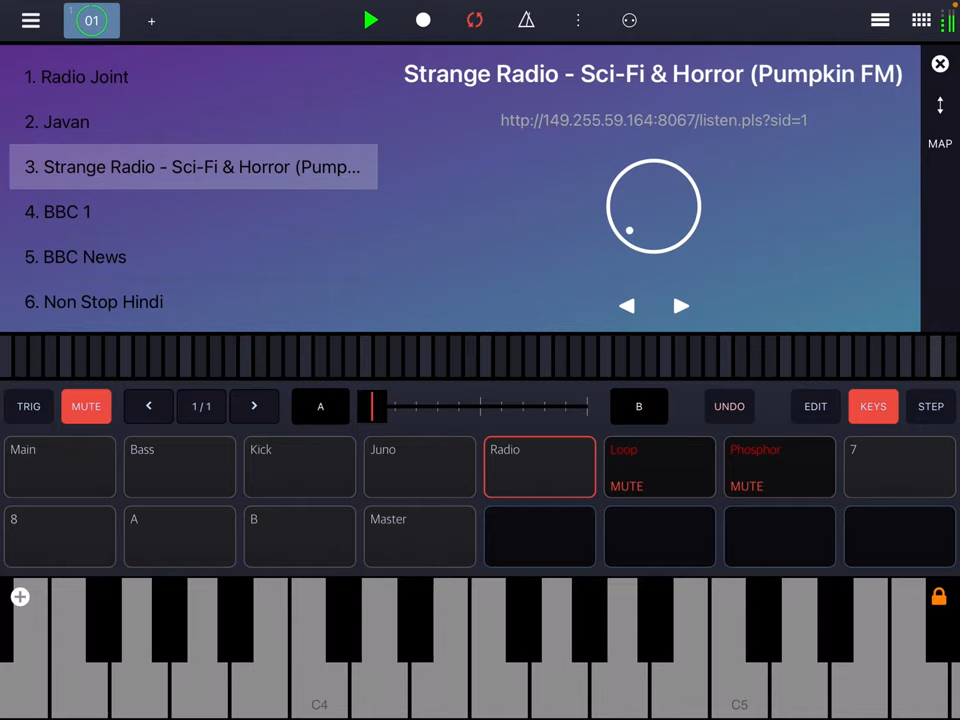 1
01
+
1. Radio Joint
2. Javan
3. Strange Radio - Sci-Fi & Horror (Pump...
4. BBC 1
5. BBC News
6. Non Stop Hindi
Strange Radio - Sci-Fi & Horror (Pumpkin FM)
http://149.255.59.164:8067/listen.pls?sid=1
MAP
TRIG
MUTE
1 / 1
A
B
UNDO
EDIT
KEYS
STEP
Main
Bass
Kick
Juno
Radio
Loop
MUTE
Phosphor
MUTE
7
8
A
B
Master
C4
C5